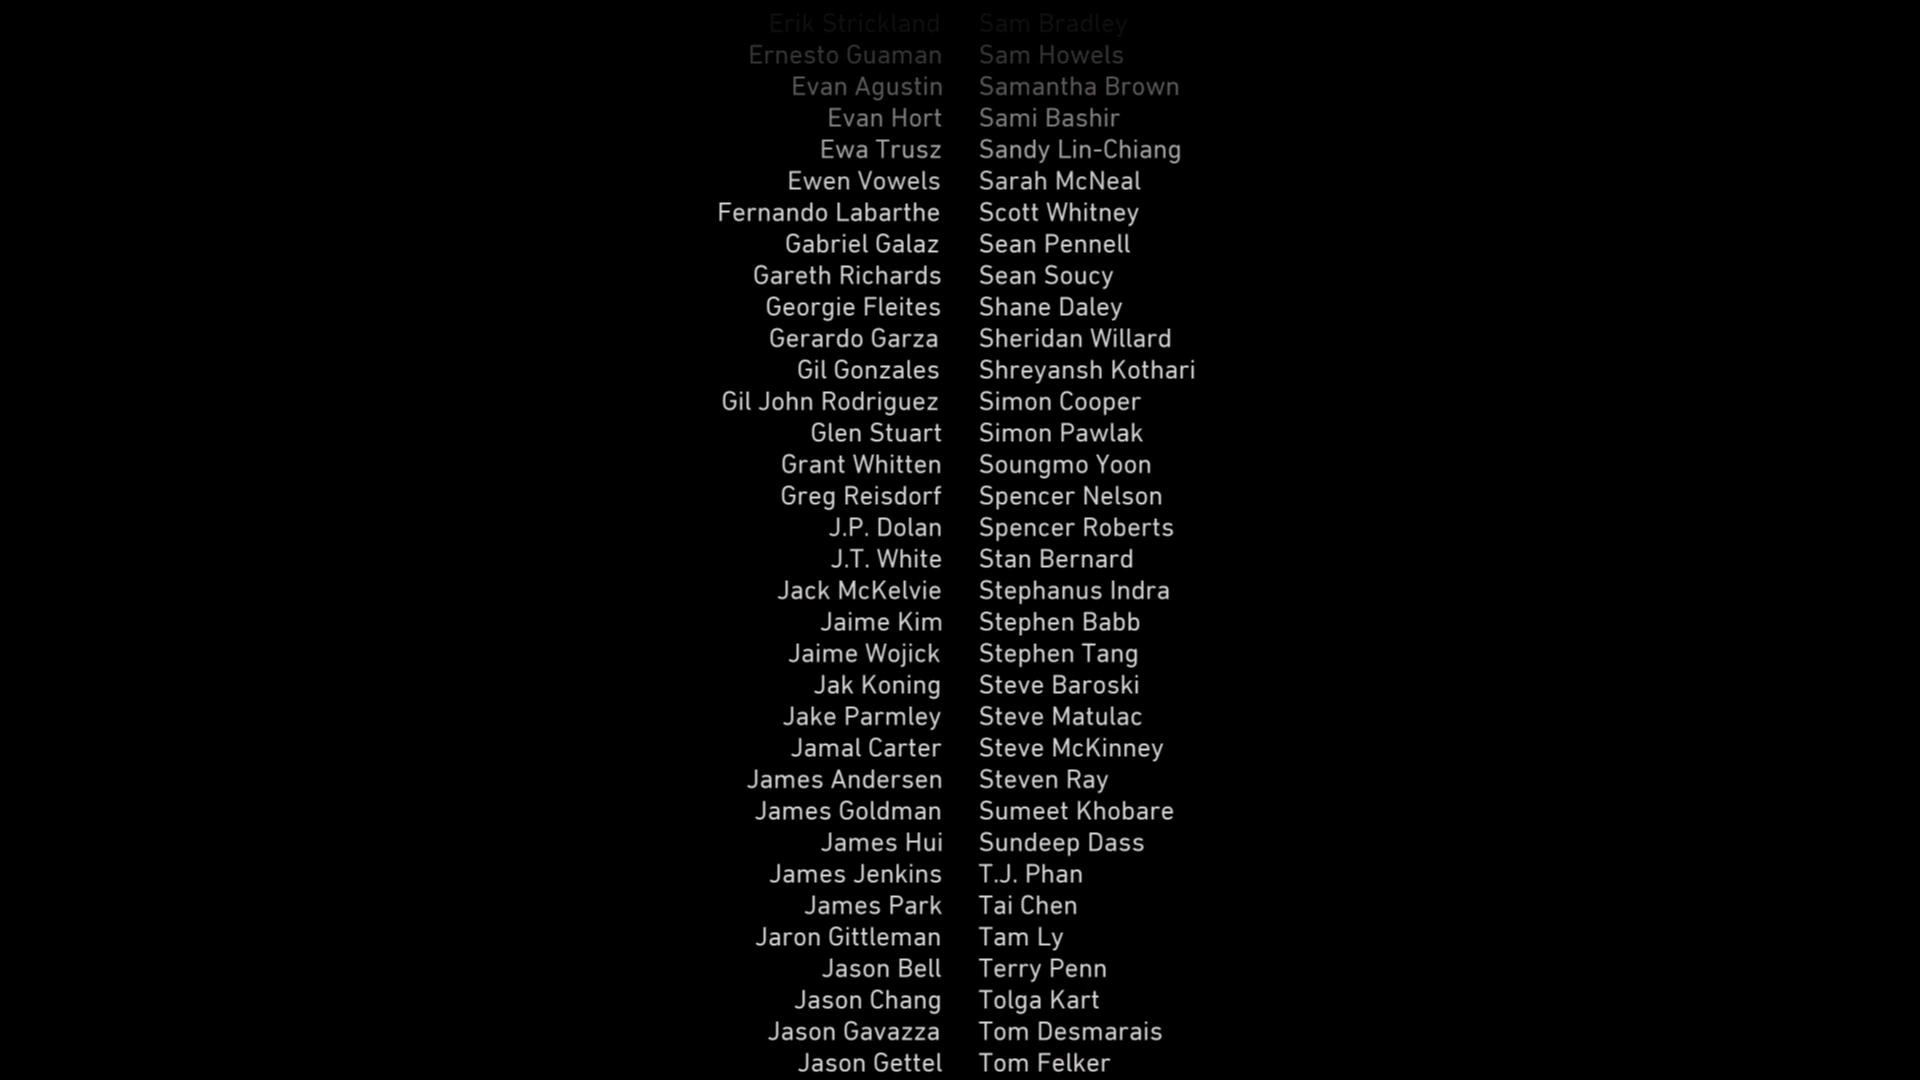 Erik Strickland Sam Bradley
Ernesto Guaman Sam Howels
Evan Agustin Samantha Brown
Evan Hort Sami Bashir
Ewa Trusz Sandy Lin-Chiang
Ewen Vowels Sarah McNeal
Fernando Labarthe Scott Whitney
Gabriel Galaz Sean Pennell
Gareth Richards Sean Soucy
Georgie Fleites Shane Daley
Gerardo Garza Sheridan Willard
Gil Gonzales Shreyansh Kothari
Gil John Rodriguez Simon Cooper
Glen Stuart Simon Pawlak
Grant Whitten Soungmo Yoon
Greg Reisdorf Spencer Nelson
J.P. Dolan Spencer Roberts
J.T. White Stan Bernard
Jack McKelvie Stephanus Indra
Jaime Kim Stephen Babb
Jaime Wojick Stephen Tang
Jak Koning Steve Baroski
Jake Parmley Steve Matulac
Jamal Carter Steve McKinney
James Andersen Steven Ray
James Goldman Sumeet Khobare
James Hui Sundeep Dass
James Jenkins T.J. Phan
James Park Tai Chen
Jaron Gittleman Tam Ly
Jason Bell Terry Penn
Jason Chang Tolga Kart
Jason Gavazza Tom Desmarais
Jason Gettel Tom Felker